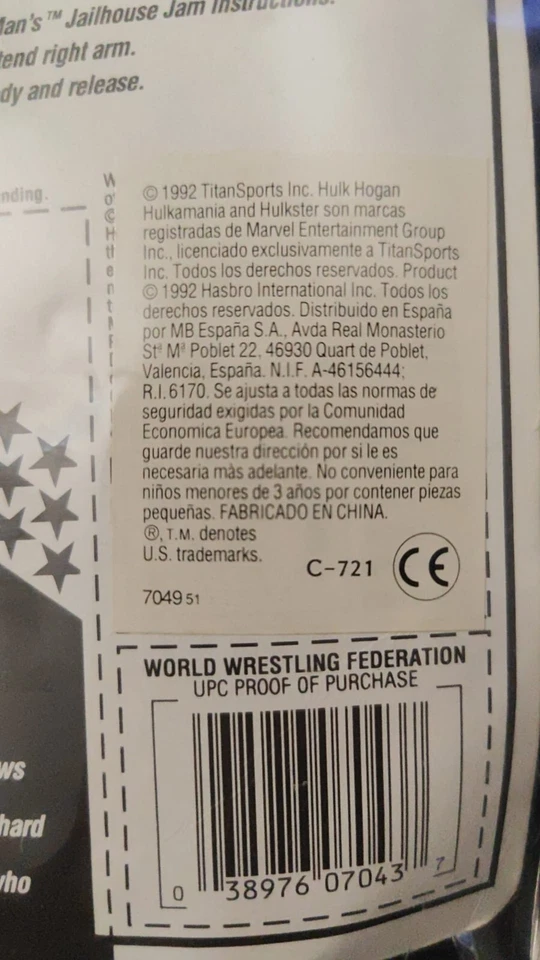 Man's™ Jailhouse Jam Instructions:
tend right arm.
dy and release.
nding.
© 1992 TitanSports Inc. Hulk Hogan
Hulkamania and Hulkster son marcas
registradas de Marvel Entertainment Group
Inc., licenciado exclusivamente a TitanSports
Inc. Todos los derechos reservados. Product
© 1992 Hasbro International Inc. Todos los
derechos reservados. Distribuido en España
por MB España S.A., Avda Real Monasterio
Stª Mª Poblet 22, 46930 Quart de Poblet,
Valencia, España. N.I.F. A-46156444;
R.I. 6170. Se ajusta a todas las normas de
seguridad exigidas por la Comunidad
Economica Europea. Recomendamos que
guarde nuestra dirección por si le es
necesaria màs adelante. No conveniente para
niños menores de 3 años por contener piezas
pequeñas. FABRICADO EN CHINA.
®, T.M. denotes
U.S. trademarks.
C-721 CE
7049 51
WORLD WRESTLING FEDERATION
UPC PROOF OF PURCHASE
0 38976 07043 7
ws
hard
who